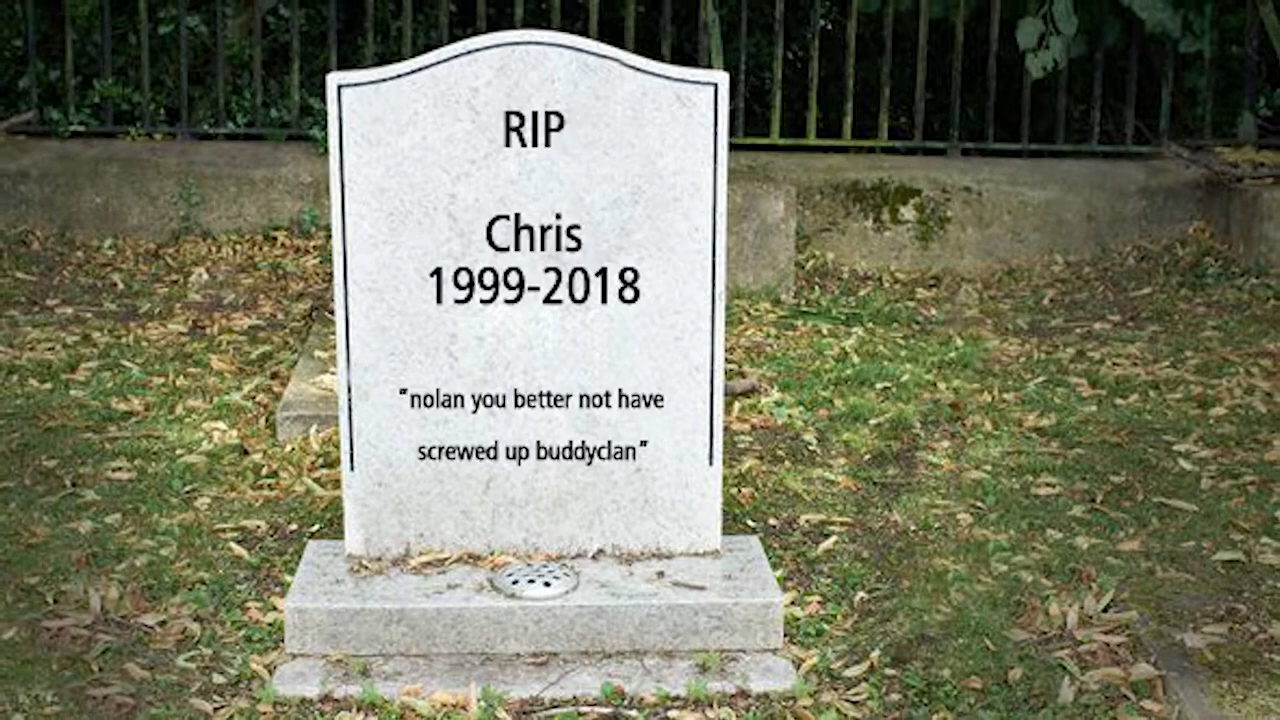 RIP
Chris
1999-2018
"nolan you better not have
screwed up buddyclan"